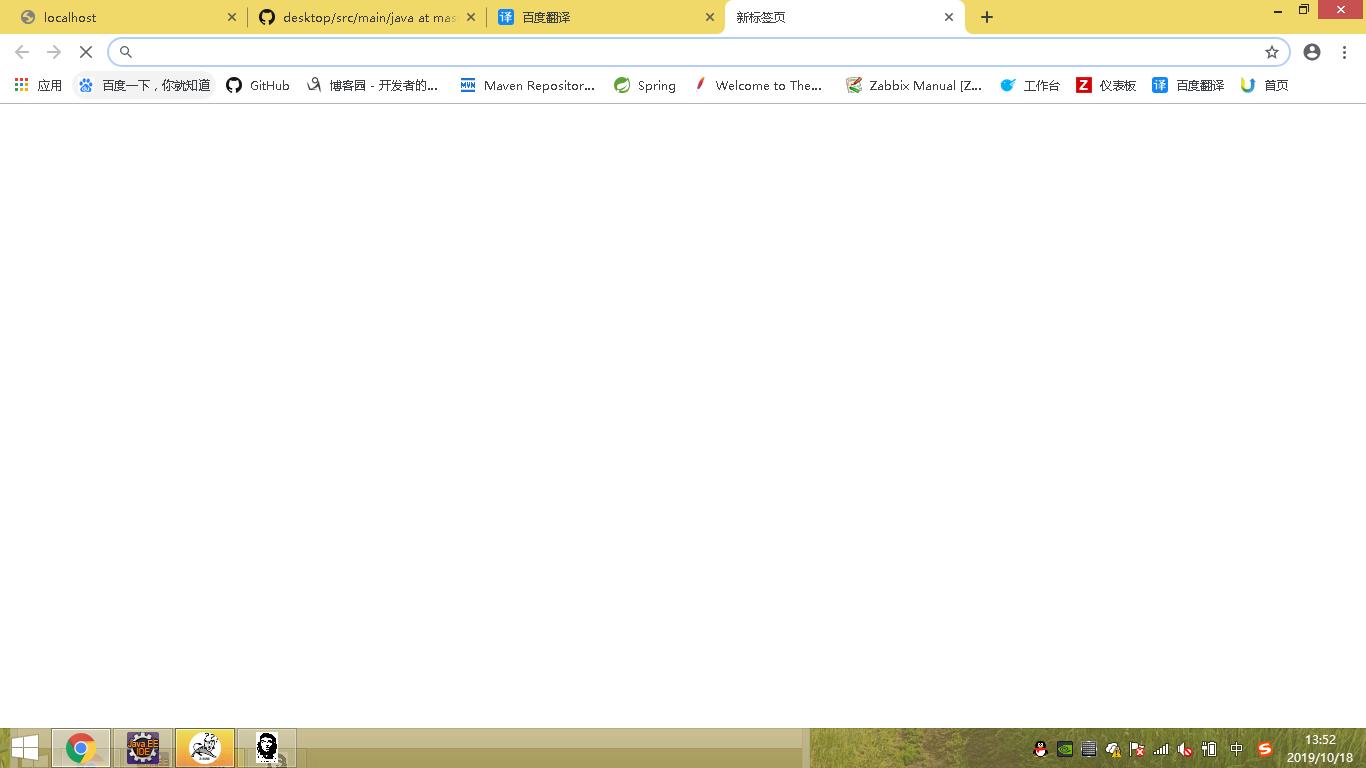 localhost
desktop/src/main/java at mas
译 百度翻译
新标签页
应用
百度一下，你就知道
GitHub
博客园 - 开发者的...
MVN Maven Repositor...
Spring
Welcome to The...
Zabbix Manual [Z...
工作台
Z 仪表板
译 百度翻译
首页
Java EE
IDE
中
13:52
2019/10/18